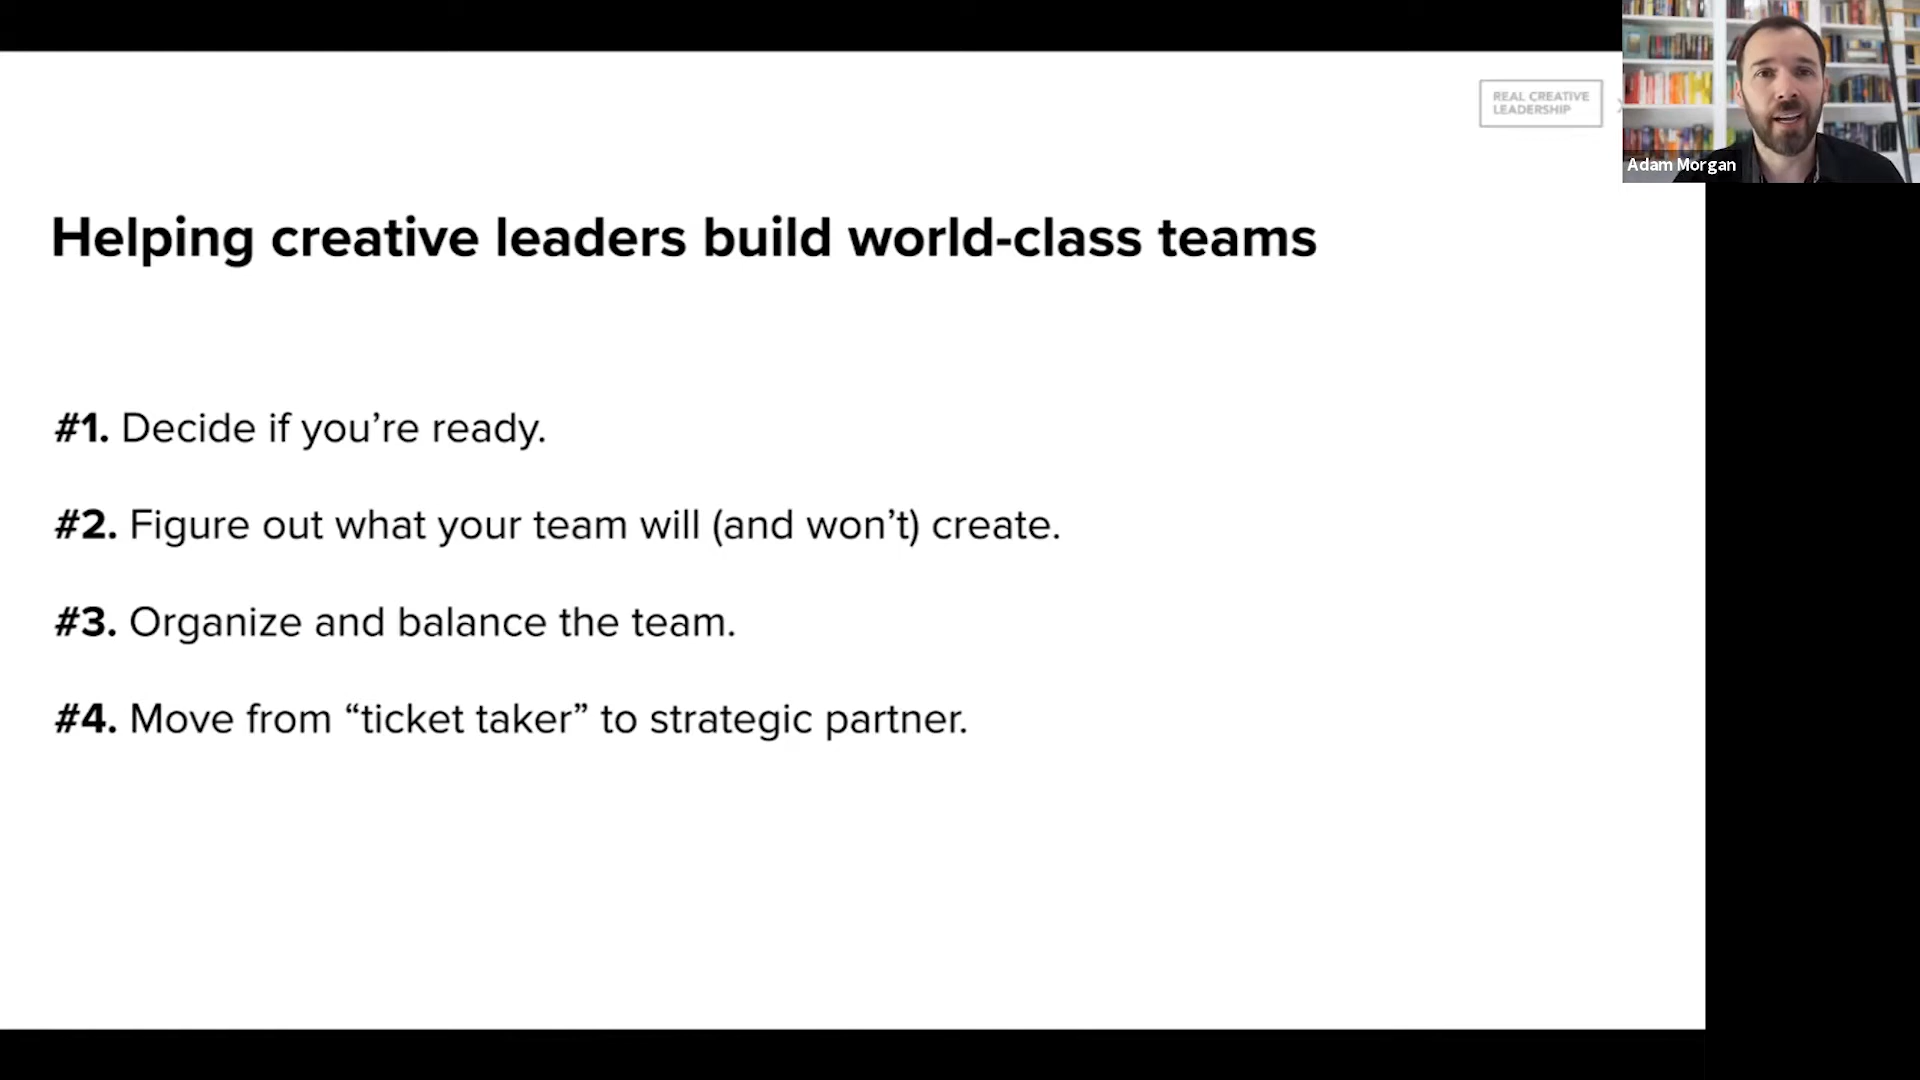 REAL CREATIVE
LEADERSHIP
Adam Morgan
Helping creative leaders build world-class teams
#1. Decide if you’re ready.
#2. Figure out what your team will (and won’t) create.
#3. Organize and balance the team.
#4. Move from “ticket taker” to strategic partner.